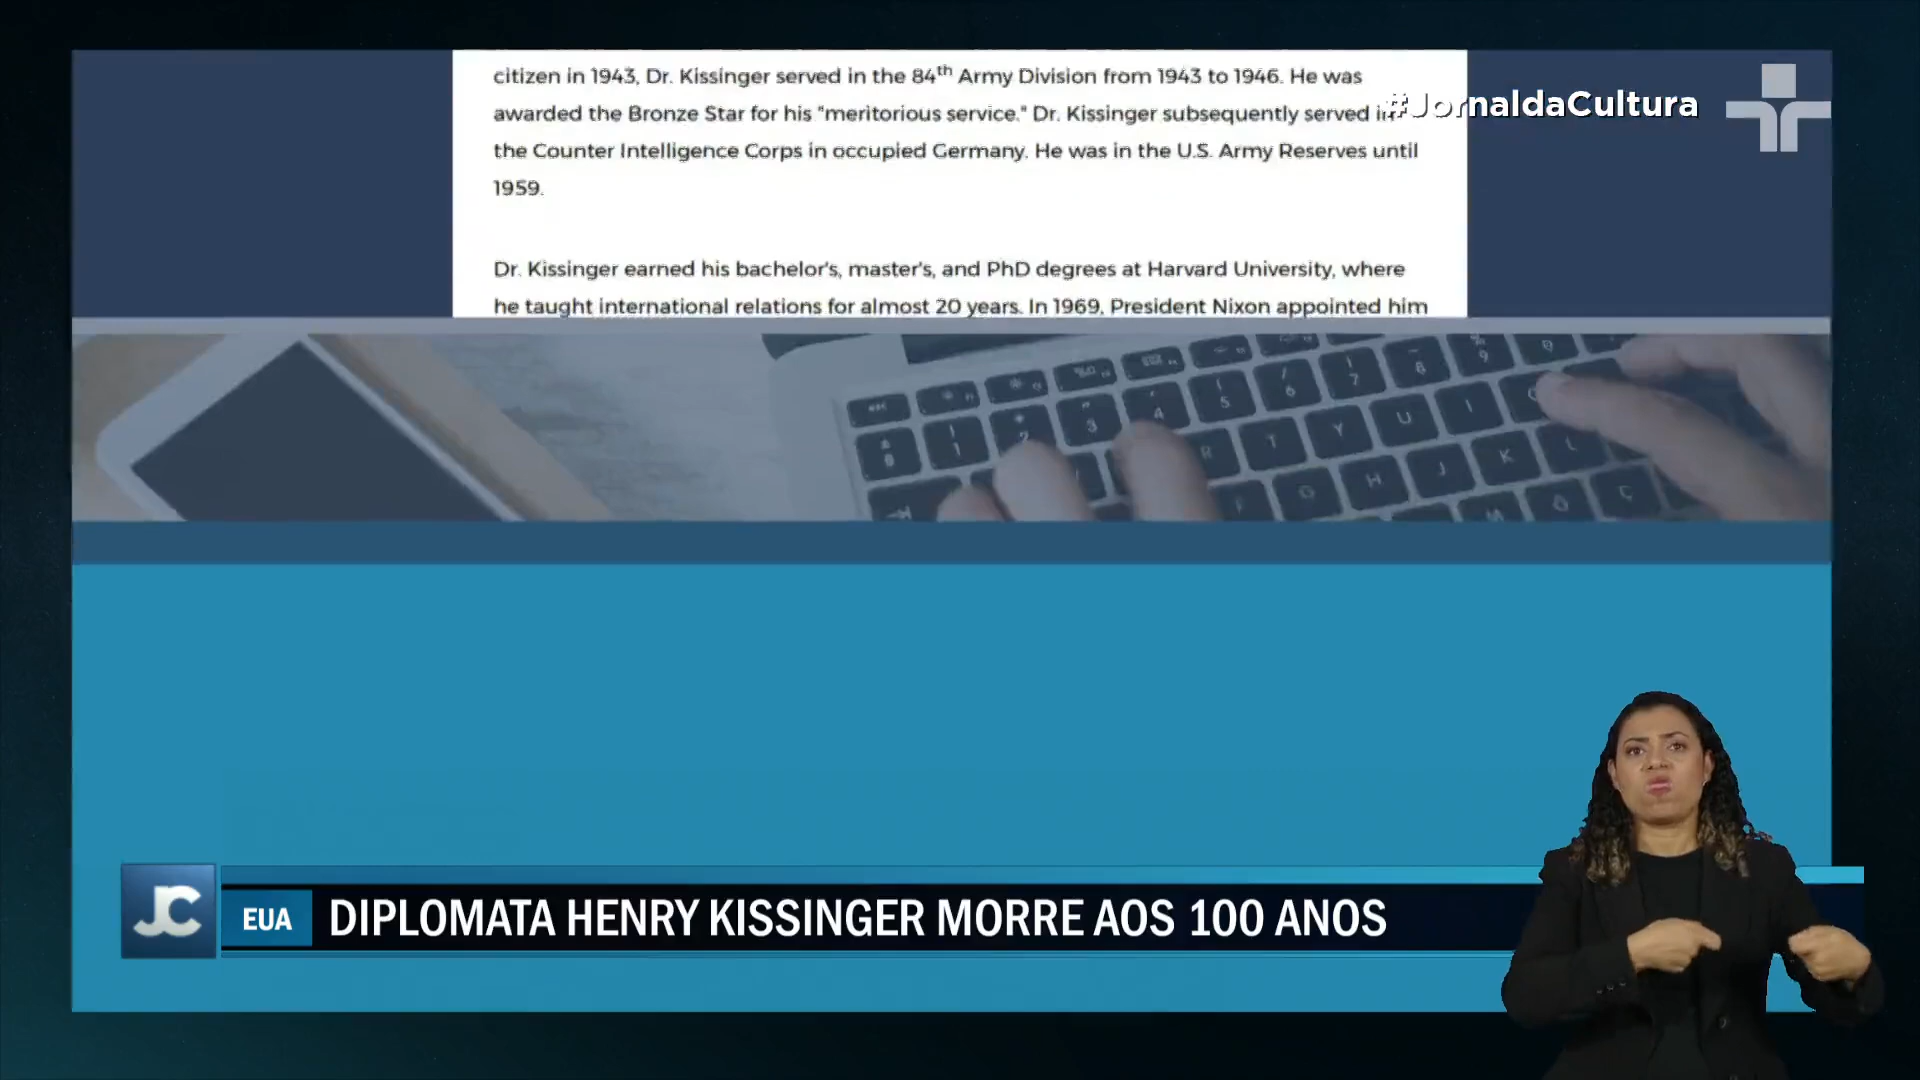 citizen in 1943, Dr. Kissinger served in the 84th Army Division from 1943 to 1946. He was
awarded the Bronze Star for his "meritorious service." Dr. Kissinger subsequently served in
#JornaldaCultura
the Counter Intelligence Corps in occupied Germany. He was in the U.S. Army Reserves until
1959.
Dr. Kissinger earned his bachelor's, master's, and PhD degrees at Harvard University, where
he taught international relations for almost 20 years. In 1969, President Nixon appointed him
JC
EUA
DIPLOMATA HENRY KISSINGER MORRE AOS 100 ANOS